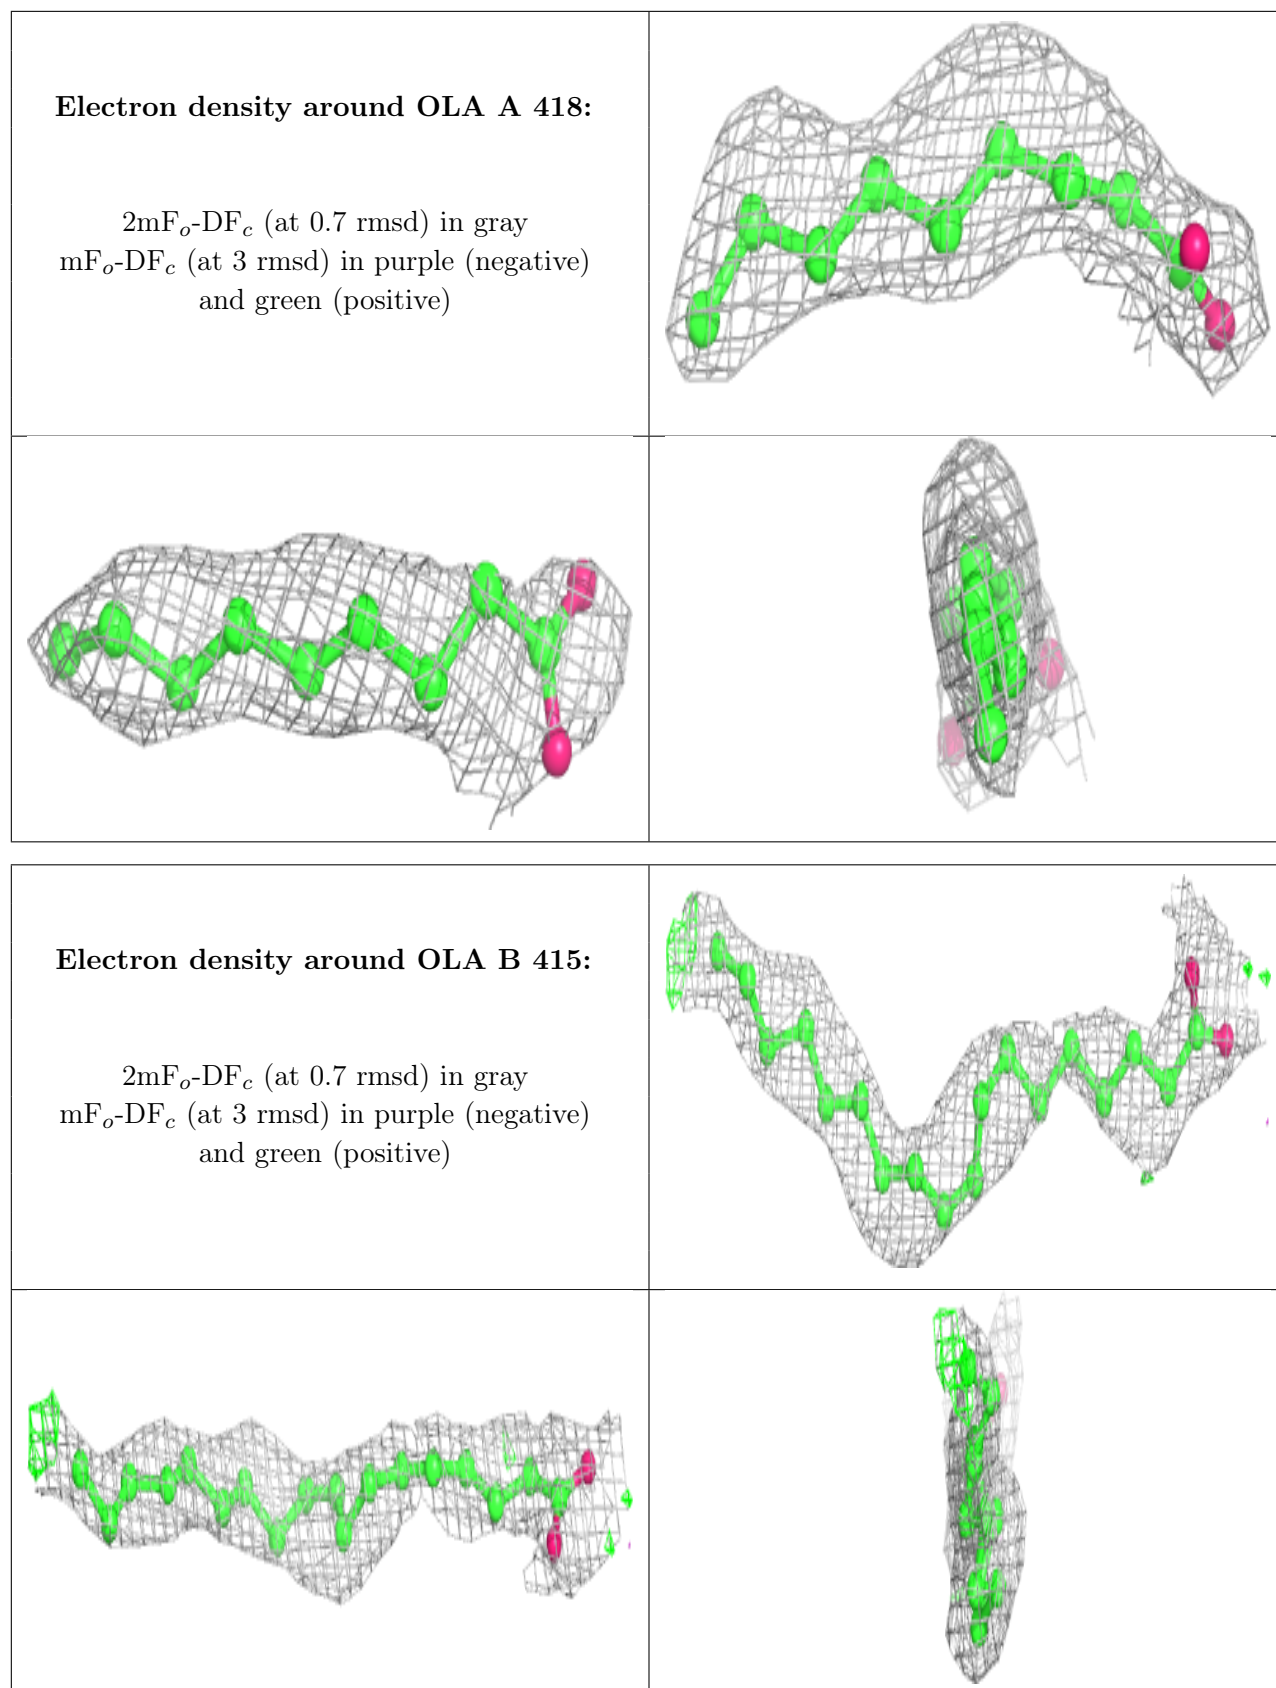 Electron density around OLA A 418:
2mFo-DFc (at 0.7 rmsd) in gray
mFo-DFc (at 3 rmsd) in purple (negative)
and green (positive)
Electron density around OLA B 415:
2mFo-DFc (at 0.7 rmsd) in gray
mFo-DFc (at 3 rmsd) in purple (negative)
and green (positive)